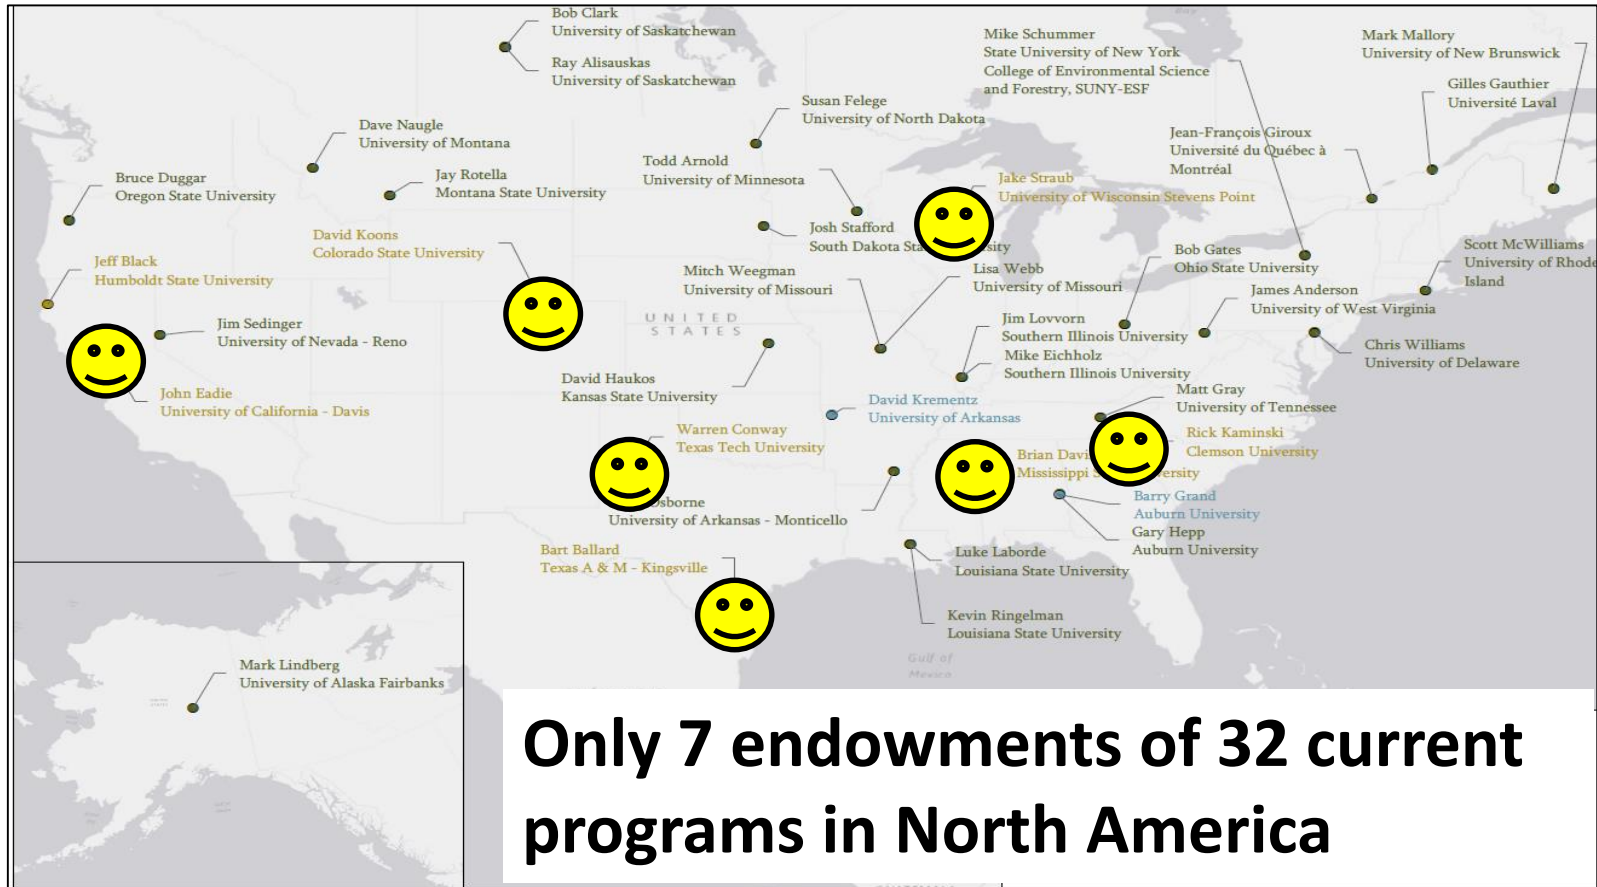 Bob Clark
University of Saskatchewan
Ray Alisauskas
University of Saskatchewan
Mike Schummer
State University of New York
College of Environmental Science
and Forestry, SUNY-ESF
Mark Mallory
University of New Brunswick
Gilles Gauthier
Université Laval
Susan Felege
University of North Dakota
Dave Naugle
University of Montana
Jean-François Giroux
Université du Québec à
Montréal
Todd Arnold
University of Minnesota
Bruce Duggar
Oregon State University
Jay Rotella
Montana State University
Jake Straub
University of Wisconsin Stevens Point
David Koons
Colorado State University
Josh Stafford
South Dakota
Jeff Black
Humboldt State University
Mitch Weegman
University of Missouri
Lisa Webb
University of Missouri
Bob Gates
Ohio State University
Scott McWilliams
University of Rhode
Island
James Anderson
University of West Virginia
UNITED
STATES
Jim Sedinger
University of Nevada - Reno
Jim Lovvorn
Southern Illinois University
Mike Eichholz
Southern Illinois University
Chris Williams
University of Delaware
David Haukos
Kansas State University
John Eadie
University of California - Davis
David Krementz
University of Arkansas
Matt Gray
University of Tennessee
Warren Conway
Texas Tech University
Rick Kaminski
Clemson University
Brian
Mississippi
Osborne
University of Arkansas - Monticello
Barry Grand
Auburn University
Gary Hepp
Auburn University
Bart Ballard
Texas A & M - Kingsville
Luke Laborde
Louisiana State University
Kevin Ringelman
Louisiana State University
Gulf of
Mexico
Mark Lindberg
University of Alaska Fairbanks
Only 7 endowments of 32 current
programs in North America